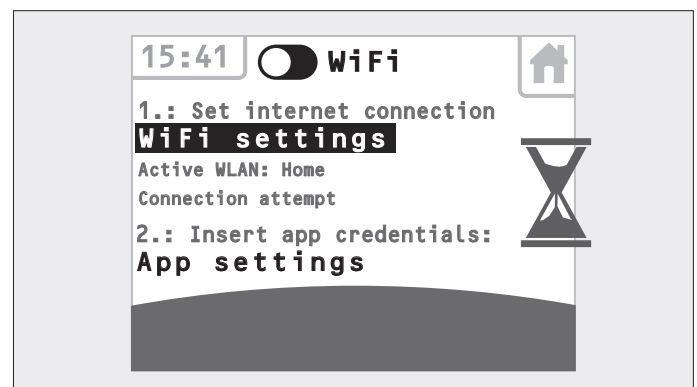 15:41 WiFi
1.: Set internet connection
WiFi settings
Active WLAN: Home
Connection attempt
2.: Insert app credentials:
App settings